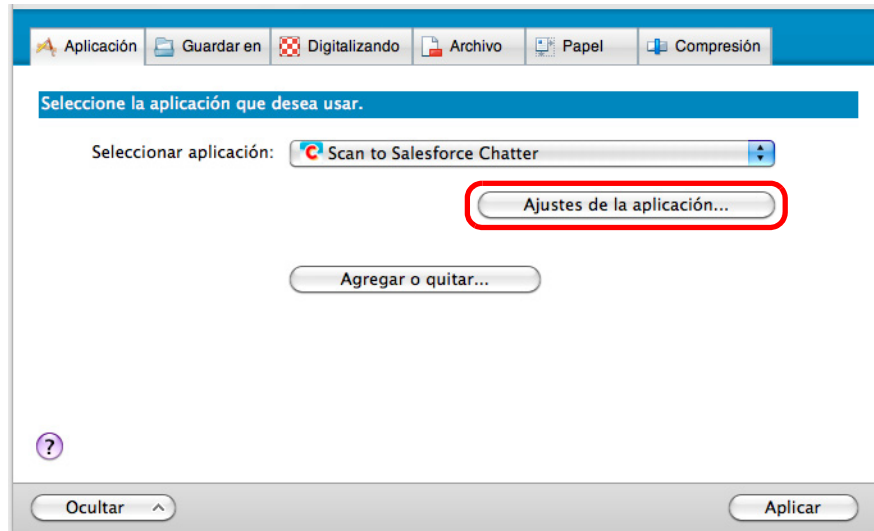 Aplicación Guardar en Digitalizando Archivo Papel Compresión
Seleccione la aplicación que desea usar.
Seleccionar aplicación: Scan to Salesforce Chatter
Ajustes de la aplicación...
Agregar o quitar...
?
Ocultar Aplicar